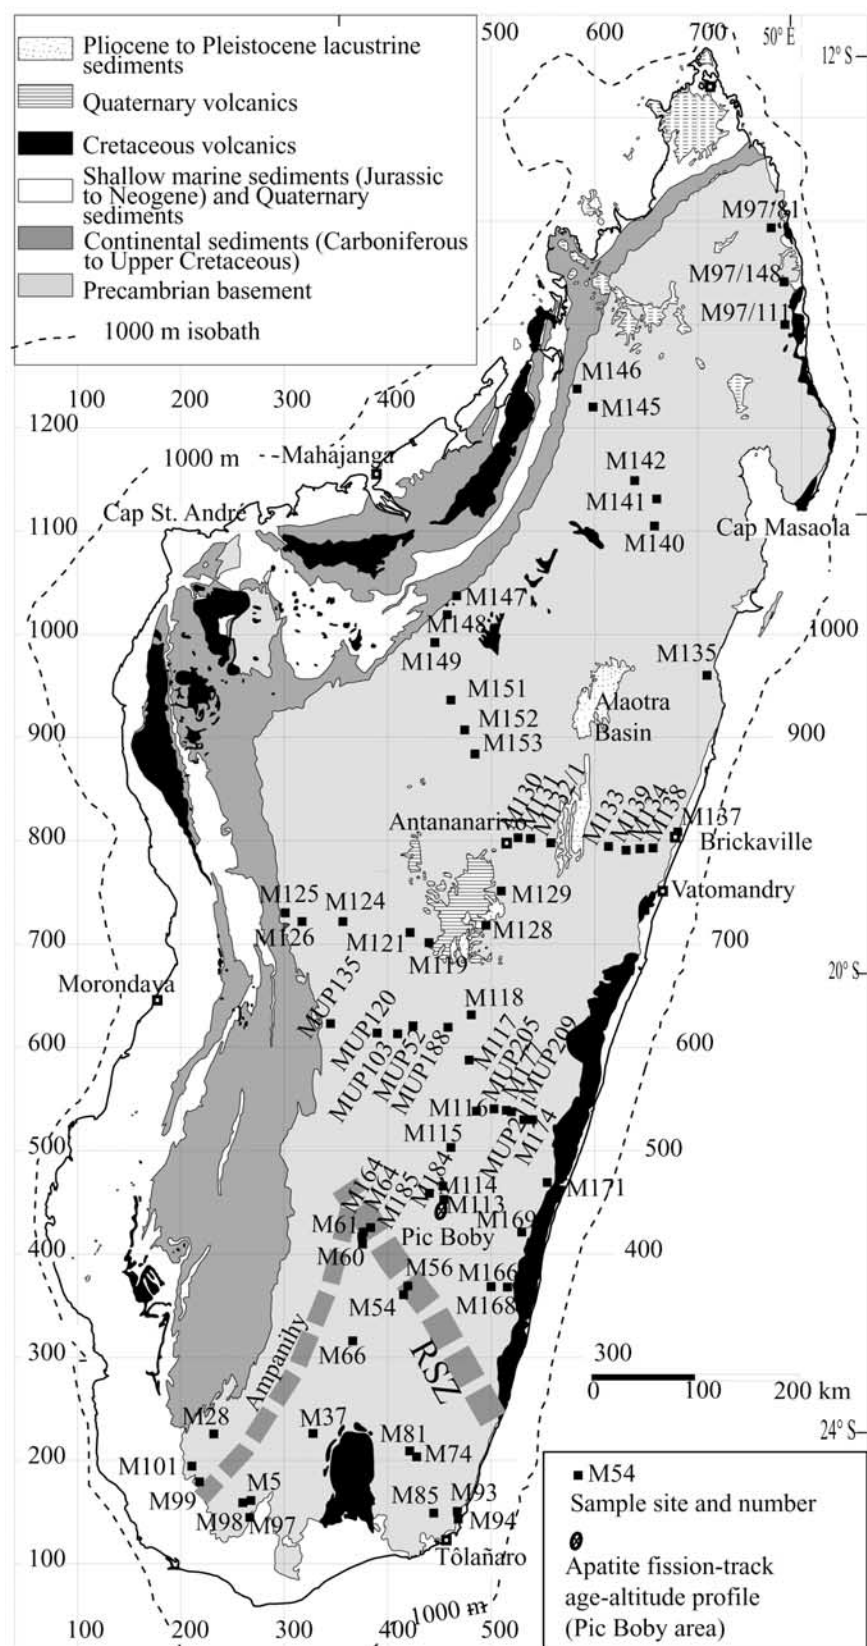 500
600
700
50º E
12º S
Pliocene to Pleistocene lacustrine
sediments
Quaternary volcanics
Cretaceous volcanics
Shallow marine sediments (Jurassic
to Neogene) and Quaternary
sediments
Continental sediments (Carboniferous
to Upper Cretaceous)
Precambrian basement
1000 m isobath
100
200
300
400
M97/81
M97/148
M97/111
M146
M145
1200
1000 m
Mahajanga
M142
M141
M140
Cap St. André
Cap Masaola
1100
M147
M148
M149
1000
1000
M135
M151
M152
M153
Alaotra
Basin
900
900
M130
M131
M132/1
M133
M139
M134
M138
M137
Antananarivo
Brickaville
800
Vatomandry
M129
M128
M125
M126
M124
M121
M119
700
700
20º S
Morondava
MUP135
MUP120
MUP103
MUP52
MUP188
M118
M117
MUP205
M177
MUP209
600
600
M116
MUP201
M174
M115
500
500
M164
M64
M185
M184
M114
M113
M171
M61
M60
Pic Boby
M169
400
400
M56
M54
M166
M168
M66
Ampanihy
RSZ
300
300
0
100
200 km
M28
M37
M81
M74
24º S
M101
M99
M5
M98
M97
M85
M93
M94
200
Tôlañaro
100
1000 m
100
200
300
400
500
M54
Sample site and number
Apatite fission-track
age-altitude profile
(Pic Boby area)